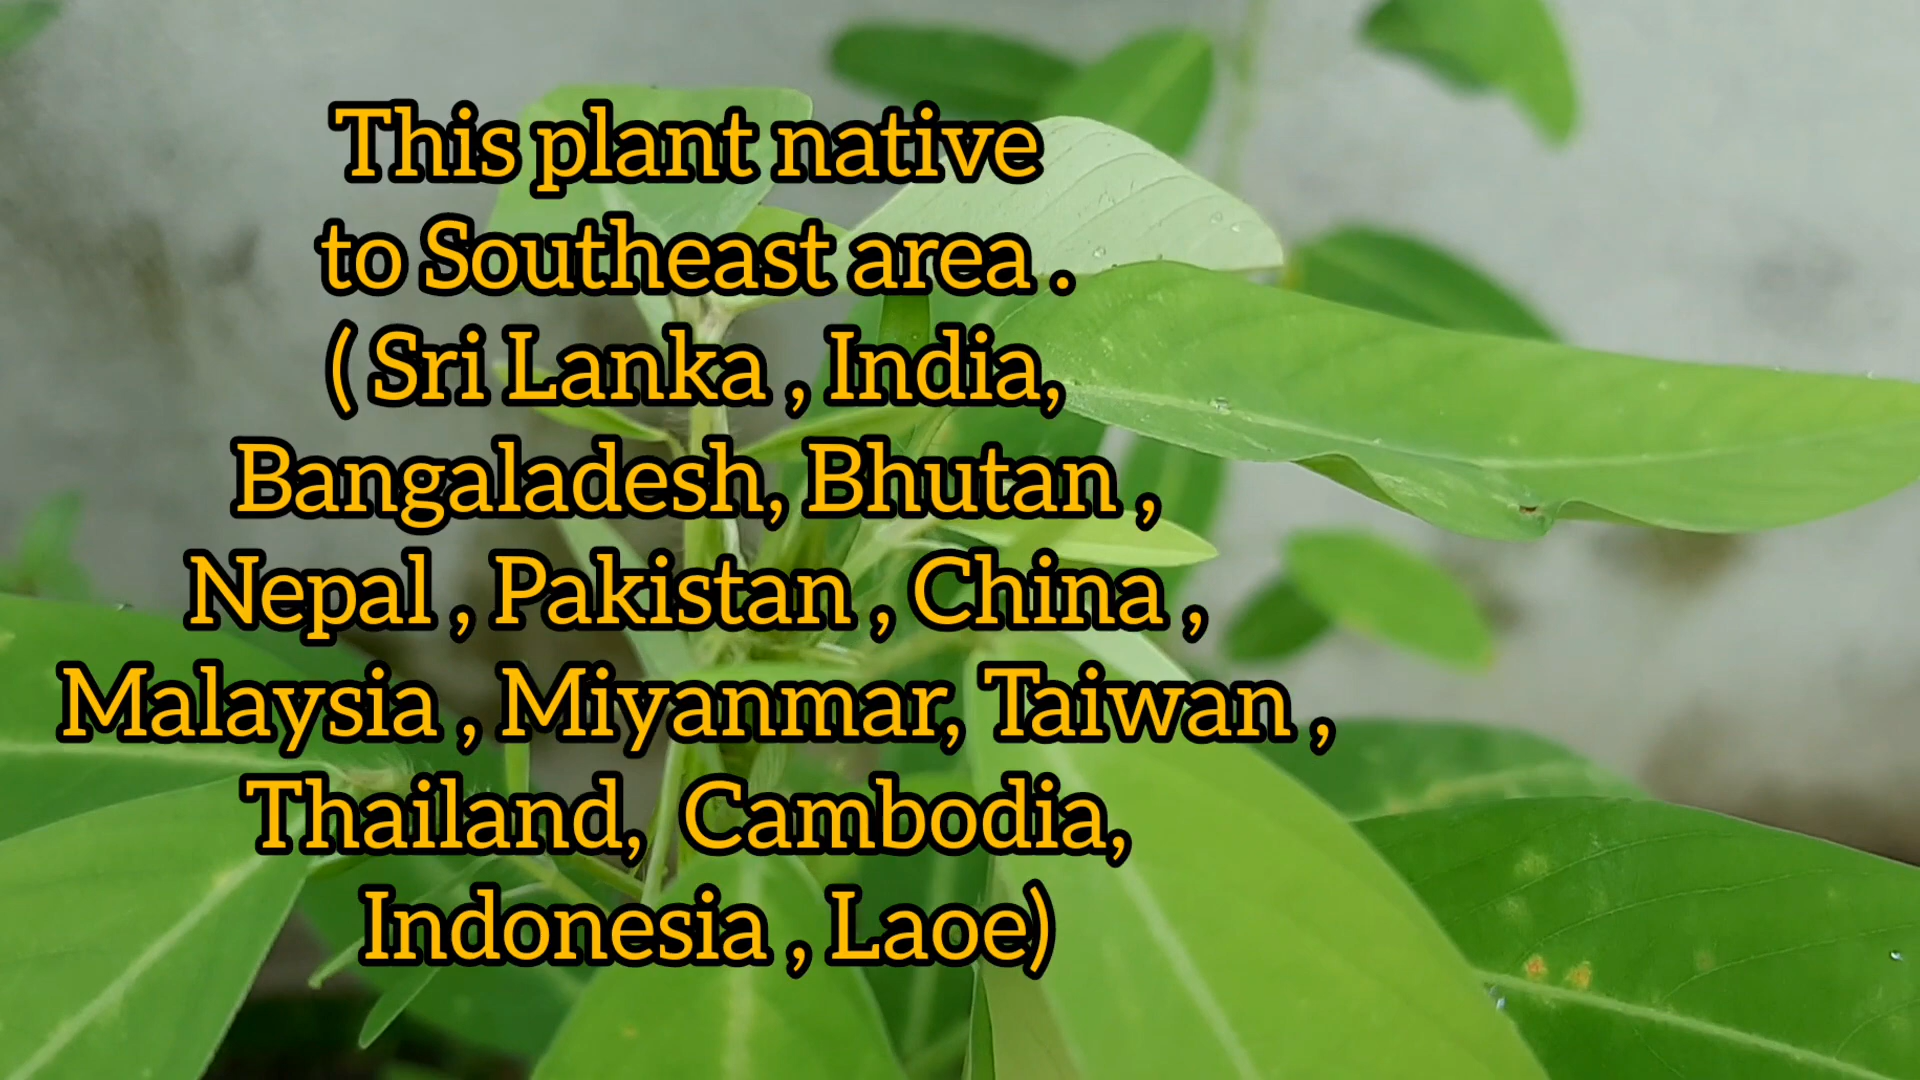 This plant native
to Southeast area .
( Sri Lanka , India,
Bangaladesh, Bhutan ,
Nepal , Pakistan , China ,
Malaysia , Miyanmar, Taiwan ,
Thailand, Cambodia,
Indonesia , Laoe)